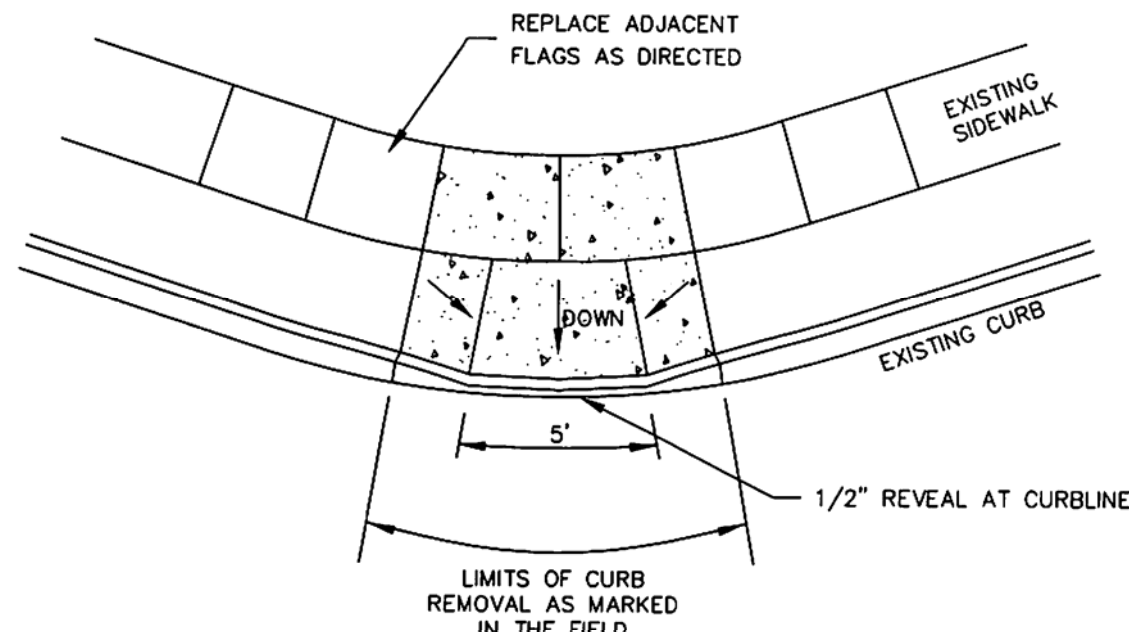 REPLACE ADJACENT
FLAGS AS DIRECTED
EXISTING
SIDEWALK
DOWN
EXISTING CURB
5'
1/2" REVEAL AT CURBLINE
LIMITS OF CURB
REMOVAL AS MARKED
IN THE FIELD